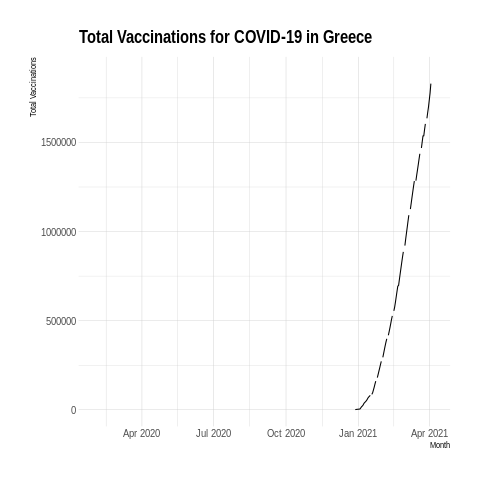 Total Vaccinations for COVID-19 in Greece
Total Vaccinations
1500000
1000000
500000
0
Apr 2020 Jul 2020 Oct 2020 Jan 2021 Apr 2021
Month